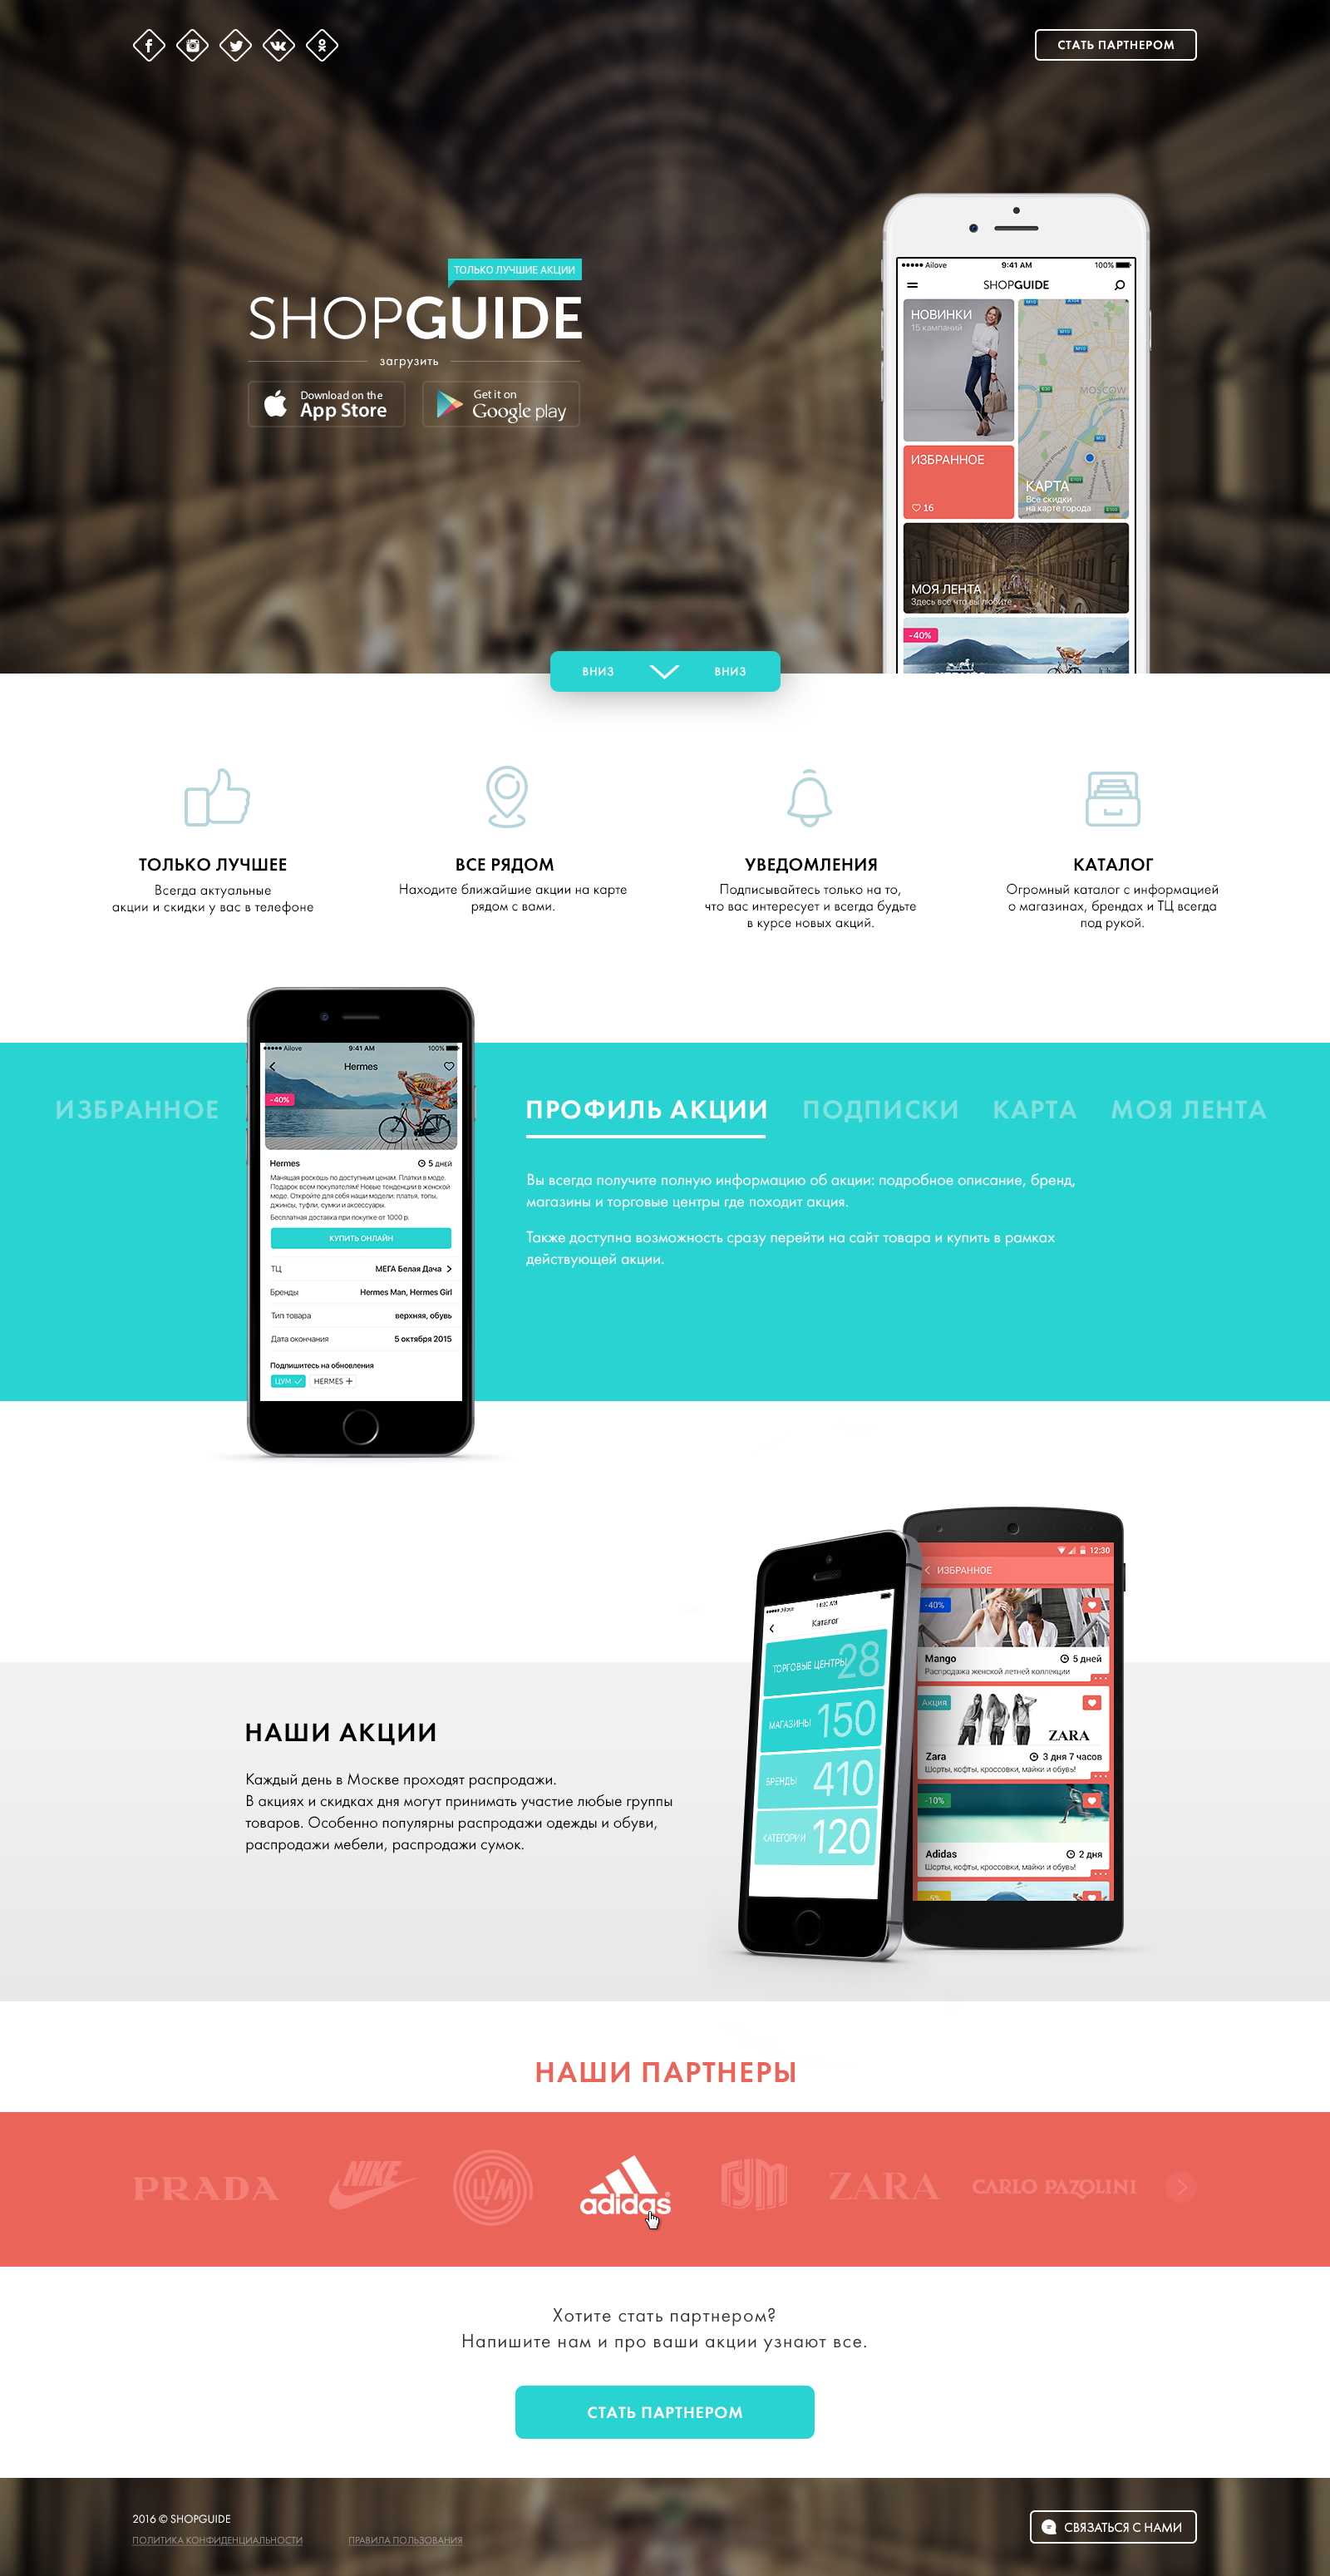 СТАТЬ ПАРТНЕРОМ
ТОЛЬКО ЛУЧШИЕ АКЦИИ
SHOPGUIDE
загрузить
Download on the
App Store
Get it on
Google play
Ailove 9:41 AM 100%
SHOPGUIDE
НОВИНКИ
15 кампаний
MOSCOW
ИЗБРАННОЕ
16
КАРТА
Все скидки
на карте города
МОЯ ЛЕНТА
Здесь все что вы любите
-40%
ВНИЗ ВНИЗ
ТОЛЬКО ЛУЧШЕЕ
Всегда актуальные
акции и скидки у вас в телефоне
ВСЕ РЯДОМ
Находите ближайшие акции на карте
рядом с вами.
УВЕДОМЛЕНИЯ
Подписывайтесь только на то,
что вас интересует и всегда будьте
в курсе новых акций.
КАТАЛОГ
Огромный каталог с информацией
о магазинах, брендах и ТЦ всегда
под рукой.
ИЗБРАННОЕ
ПРОФИЛЬ АКЦИИ
ПОДПИСКИ
КАРТА
МОЯ ЛЕНТА
Вы всегда получите полную информацию об акции: подробное описание, бренд,
магазины и торговые центры где походит акция.
Также доступна возможность сразу перейти на сайт товара и купить в рамках
действующей акции.
Ailove 9:41 AM 100%
Hermes
-40%
Hermes 5 дней
Манящая роскошь по доступным ценам. Платки в моде.
Подарок всем покупателям! Новые тенденции в женской
моде. Откройте для себя наши модели: платья, топы,
джинсы, туфли, сумки и аксессуары.
Бесплатная доставка при покупке от 1000 р.
КУПИТЬ ОНЛАЙН
ТЦ МЕГА Белая Дача
Бренды Hermes Man, Hermes Girl
Тип товара верхняя, обувь
Дата окончания 5 октября 2015
Подпишитесь на обновления
ЦУМ HERMES
НАШИ АКЦИИ
Каждый день в Москве проходят распродажи.
В акциях и скидках дня могут принимать участие любые группы
товаров. Особенно популярны распродажи одежды и обуви,
распродажи мебели, распродажи сумок.
Каталог
ТОРГОВЫЕ ЦЕНТРЫ 28
МАГАЗИНЫ 150
БРЕНДЫ 410
КАТЕГОРИИ 120
12:30
ИЗБРАННОЕ
-40%
Mango 5 дней
Распродажа женской летней коллекции
Акция
ZARA
Zara 3 дня 7 часов
Шорты, кофты, кроссовки, майки и обувь!
-10%
Adidas 2 дня
Шорты, кофты, кроссовки, майки и обувь!
-5%
НАШИ ПАРТНЕРЫ
PRADA
NIKE
ЦУМ
adidas
ГУМ
ZARA
CARLO PAZOLINI
Хотите стать партнером?
Напишите нам и про ваши акции узнают все.
СТАТЬ ПАРТНЕРОМ
2016 © SHOPGUIDE
ПОЛИТИКА КОНФИДЕНЦИАЛЬНОСТИ
ПРАВИЛА ПОЛЬЗОВАНИЯ
СВЯЗАТЬСЯ С НАМИ